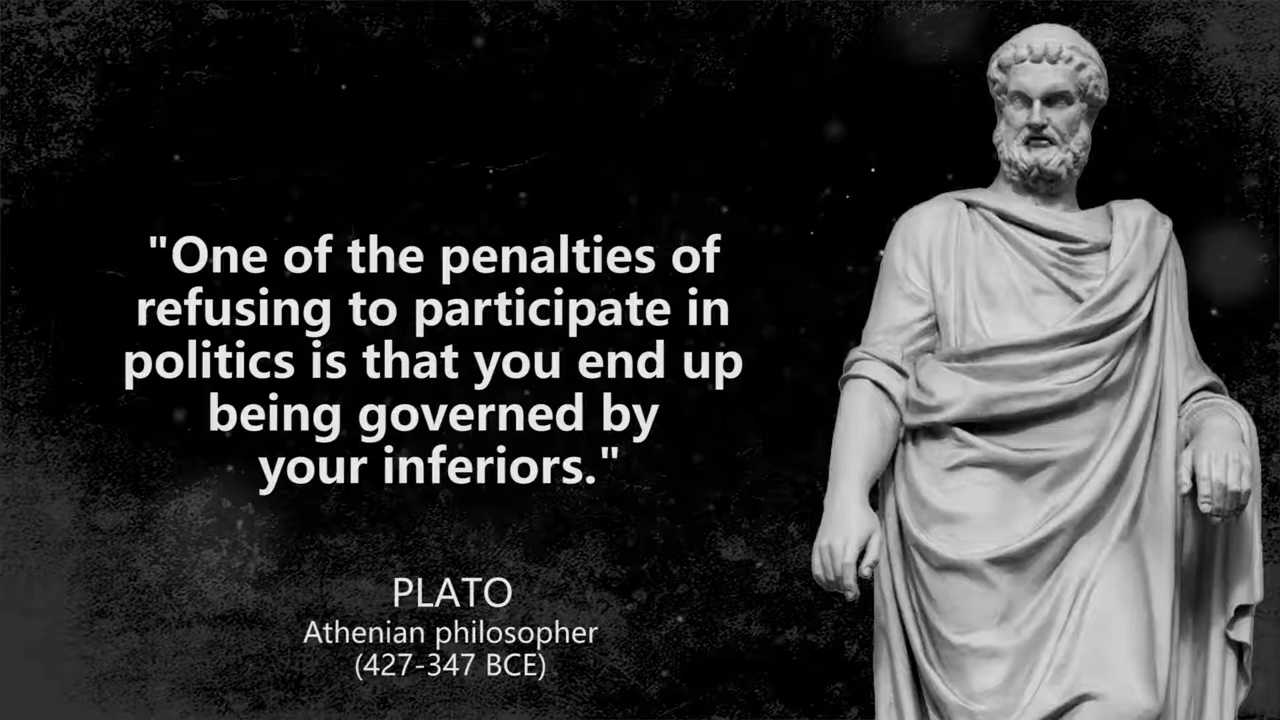 "One of the penalties of
refusing to participate in
politics is that you end up
being governed by
your inferiors."
PLATO
Athenian philosopher
(427-347 BCE)